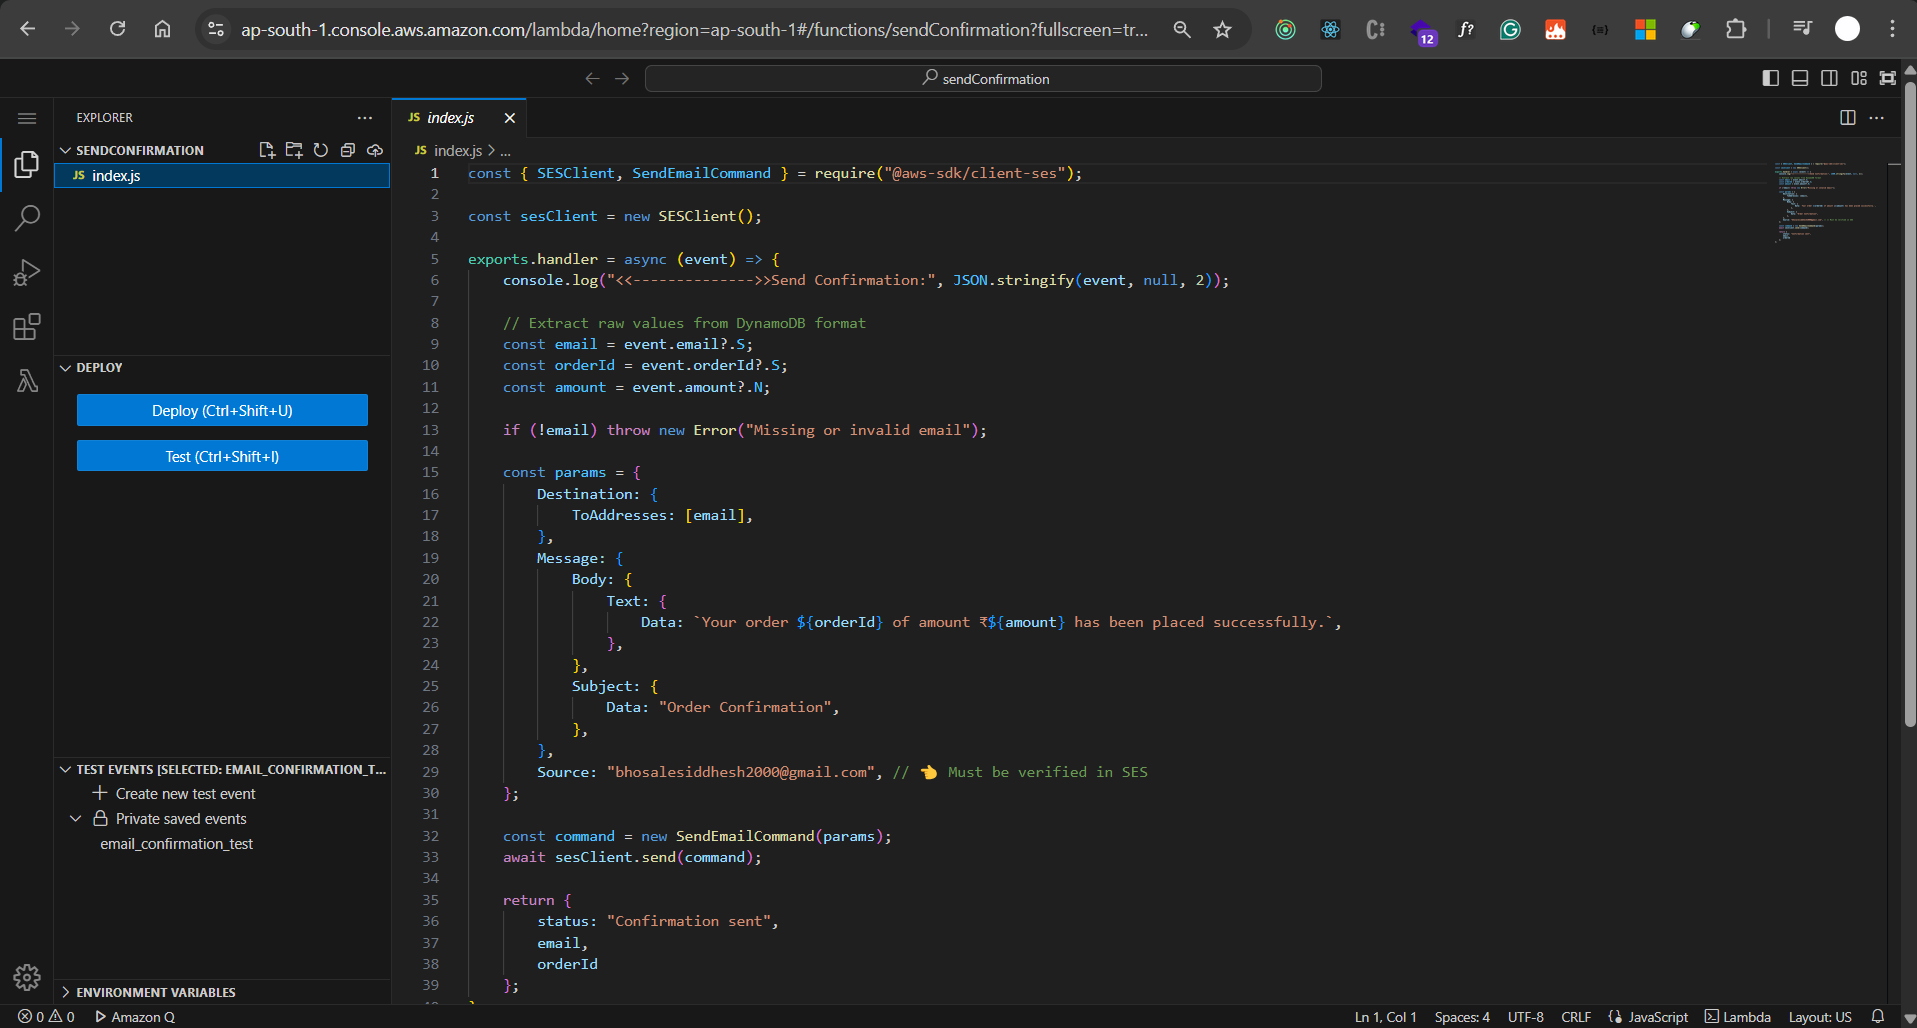 ap-south-1.console.aws.amazon.com/lambda/home?region=ap-south-1#/functions/sendConfirmation?fullscreen=tr...
12
f?
sendConfirmation
EXPLORER
JS index.js
SENDCONFIRMATION
JS index.js
JS index.js > ...
1 const { SESClient, SendEmailCommand } = require("@aws-sdk/client-ses");
2
3 const sesClient = new SESClient();
4
5 exports.handler = async (event) => {
6 console.log("<<-------------->>Send Confirmation:", JSON.stringify(event, null, 2));
7
8 // Extract raw values from DynamoDB format
9 const email = event.email?.S;
10 const orderId = event.orderId?.S;
11 const amount = event.amount?.N;
12
13 if (!email) throw new Error("Missing or invalid email");
14
15 const params = {
16 Destination: {
17 ToAddresses: [email],
18 },
19 Message: {
20 Body: {
21 Text: {
22 Data: `Your order ${orderId} of amount ₹${amount} has been placed successfully.`,
23 },
24 },
25 Subject: {
26 Data: "Order Confirmation",
27 },
28 },
29 Source: "bhosalesiddhesh2000@gmail.com", // 👈 Must be verified in SES
30 };
31
32 const command = new SendEmailCommand(params);
33 await sesClient.send(command);
34
35 return {
36 status: "Confirmation sent",
37 email,
38 orderId
39 };
DEPLOY
Deploy (Ctrl+Shift+U)
Test (Ctrl+Shift+I)
TEST EVENTS [SELECTED: EMAIL_CONFIRMATION_T...
Create new test event
Private saved events
email_confirmation_test
ENVIRONMENT VARIABLES
0 0 Amazon Q
Ln 1, Col 1 Spaces: 4 UTF-8 CRLF JavaScript Lambda Layout: US